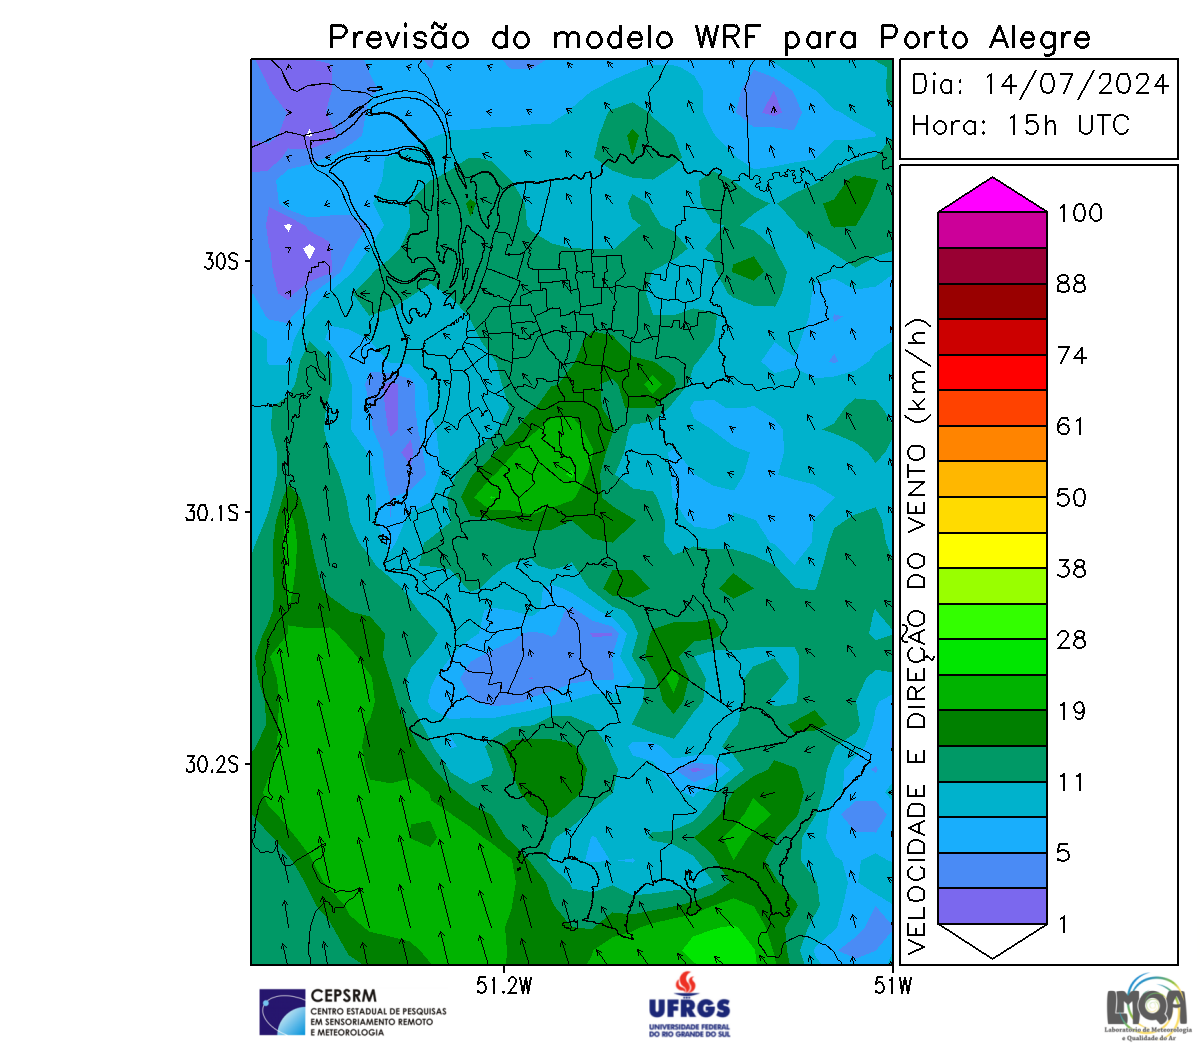 Previsão do modelo WRF para Porto Alegre
Dia: 14/07/2024
Hora: 15h UTC
30S
30.1S
30.2S
51.2W
51W
VELOCIDADE E DIREÇÃO DO VENTO (km/h)
100
88
74
61
50
38
28
19
11
5
1
CEPSRM
CENTRO ESTADUAL DE PESQUISAS
EM SENSORIAMENTO REMOTO
E METEOROLOGIA
UFRGS
UNIVERSIDADE FEDERAL
DO RIO GRANDE DO SUL
LMQA
Laboratório de Meteorologia
e Qualidade do Ar